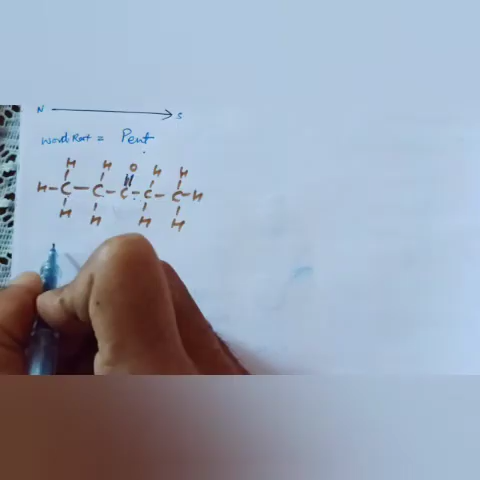 N → S
Word Root = Pent
H H O H H
H-C-C-C-C-C-H
H H H H